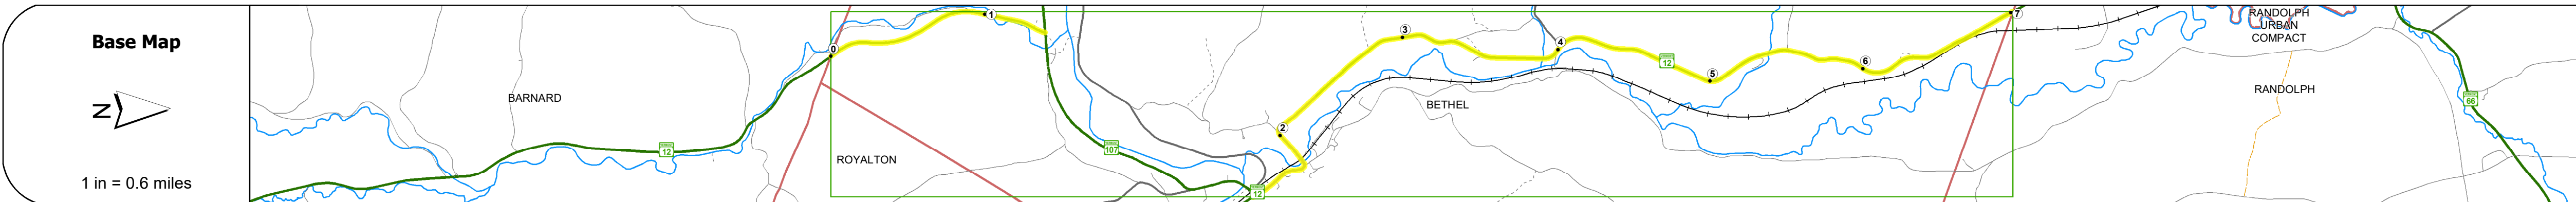 Base Map
N
1 in = 0.6 miles
BARNARD
12
0
ROYALTON
1
107
12
2
3
BETHEL
4
12
5
6
7
RANDOLPH
URBAN
COMPACT
RANDOLPH
66